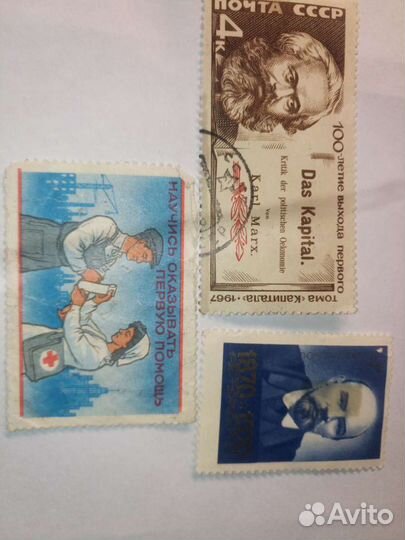 ПОЧТА СССР
4К
100-летие выхода первого
тома «Капитала» • 1967
Das Kapital.
Kritik der politischen Oekonomie
Von
Karl Marx
НАУЧИСЬ ОКАЗЫВАТЬ
ПЕРВУЮ ПОМОЩЬ
Avito